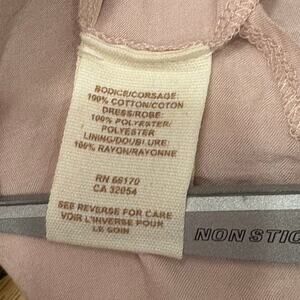 BODICE/CORSAGE:
100% COTTON/COTON
DRESS/ROBE:
100% POLYESTER/
POLYESTER
LINING/DOUBLURE:
100% RAYON/RAYONNE
RN 66170
CA 32054
SEE REVERSE FOR CARE
VOIR L'INVERSE POUR
LE SOIN
NON STIC